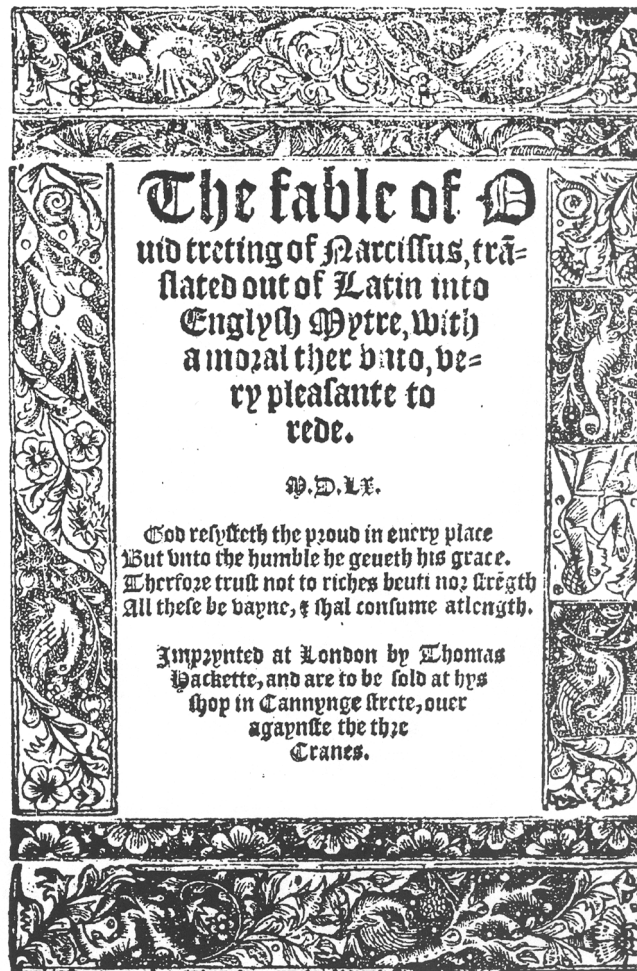 The fable of O
uid treting of Narcissus, trã=
slated out of Latin into
Englysh Mytre, with
a moral ther vnto, ve=
ry pleasante to
rede.
M.D.LX.
God resysteth the proud in euery place
But vnto the humble he geueth his grace.
Therfore trust not to riches beuti nor strẽgth
All these be vayne, & shal consume atlength.
Imprynted at London by Thomas
Hackette, and are to be sold at hys
shop in Cannynge strete, ouer
agaynste the thre
Cranes.